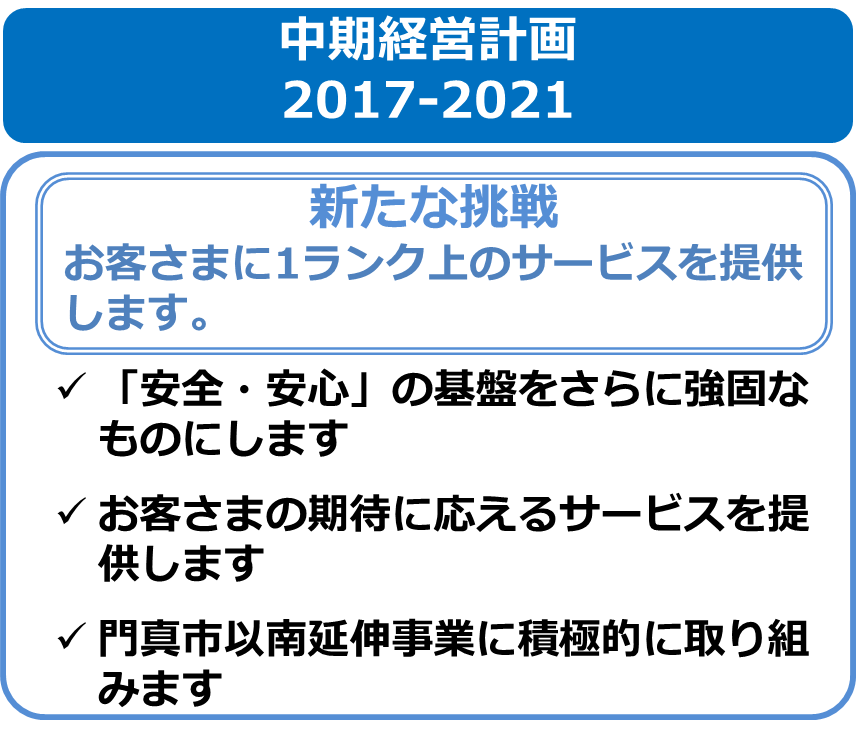 中期経営計画
2017-2021
新たな挑戦
お客さまに1ランク上のサービスを提供
します。
✓ 「安全・安心」の基盤をさらに強固な
ものにします
✓ お客さまの期待に応えるサービスを提
供します
✓ 門真市以南延伸事業に積極的に取り組
みます